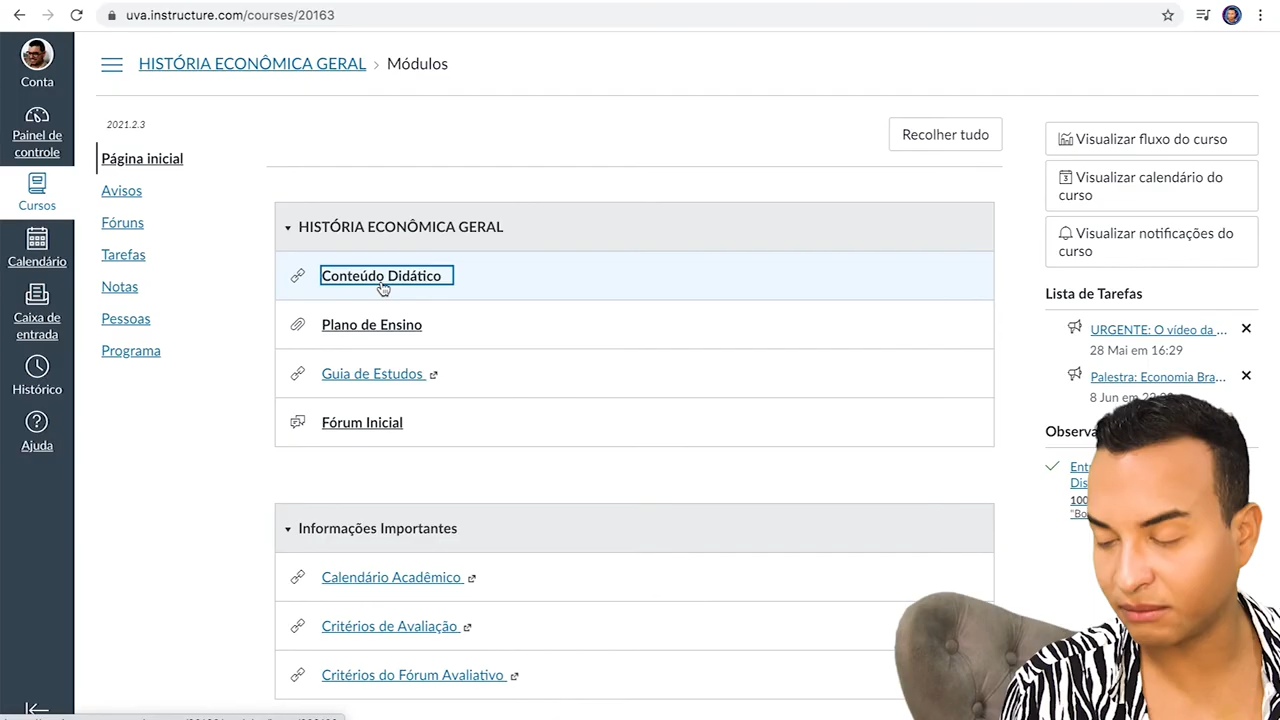 uva.instructure.com/courses/20163
Conta
Painel de
controle
Cursos
Calendário
Caixa de
entrada
Histórico
Ajuda
HISTÓRIA ECONÔMICA GERAL › Módulos
2021.2.3
Página inicial
Avisos
Fóruns
Tarefas
Notas
Pessoas
Programa
Recolher tudo
HISTÓRIA ECONÔMICA GERAL
Conteúdo Didático
Plano de Ensino
Guia de Estudos
Fórum Inicial
Informações Importantes
Calendário Acadêmico
Critérios de Avaliação
Critérios do Fórum Avaliativo
Visualizar fluxo do curso
Visualizar calendário do
curso
Visualizar notificações do
curso
Lista de Tarefas
URGENTE: O vídeo da ...
28 Mai em 16:29
Palestra: Economia Bra...
8 Jun em